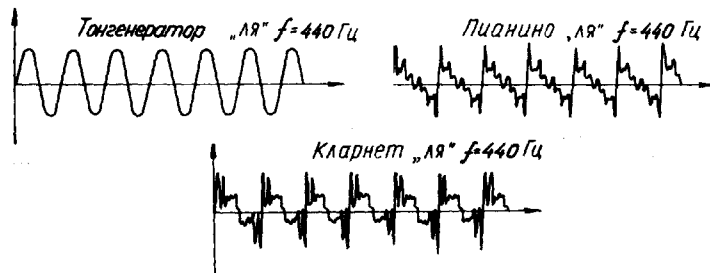 Тонгенератор „ля" f=440 Гц
Пианино „ля" f=440 Гц
Кларнет „ля" f=440 Гц